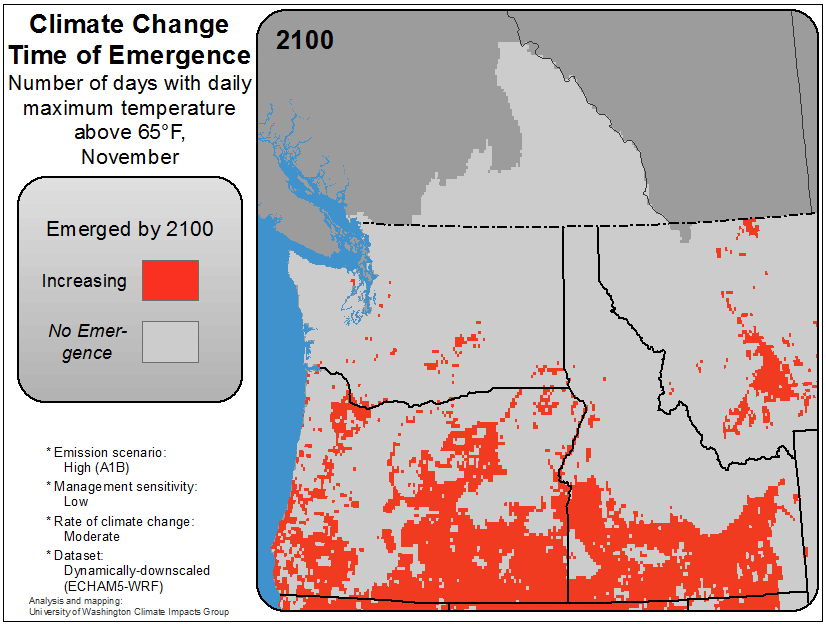 Climate Change
Time of Emergence
Number of days with daily
maximum temperature
above 65°F,
November
2100
Emerged by 2100
Increasing
No Emer-
gence
* Emission scenario:
High (A1B)
* Management sensitivity:
Low
* Rate of climate change:
Moderate
* Dataset:
Dynamically-downscaled
(ECHAM5-WRF)
Analysis and mapping:
University of Washington Climate Impacts Group